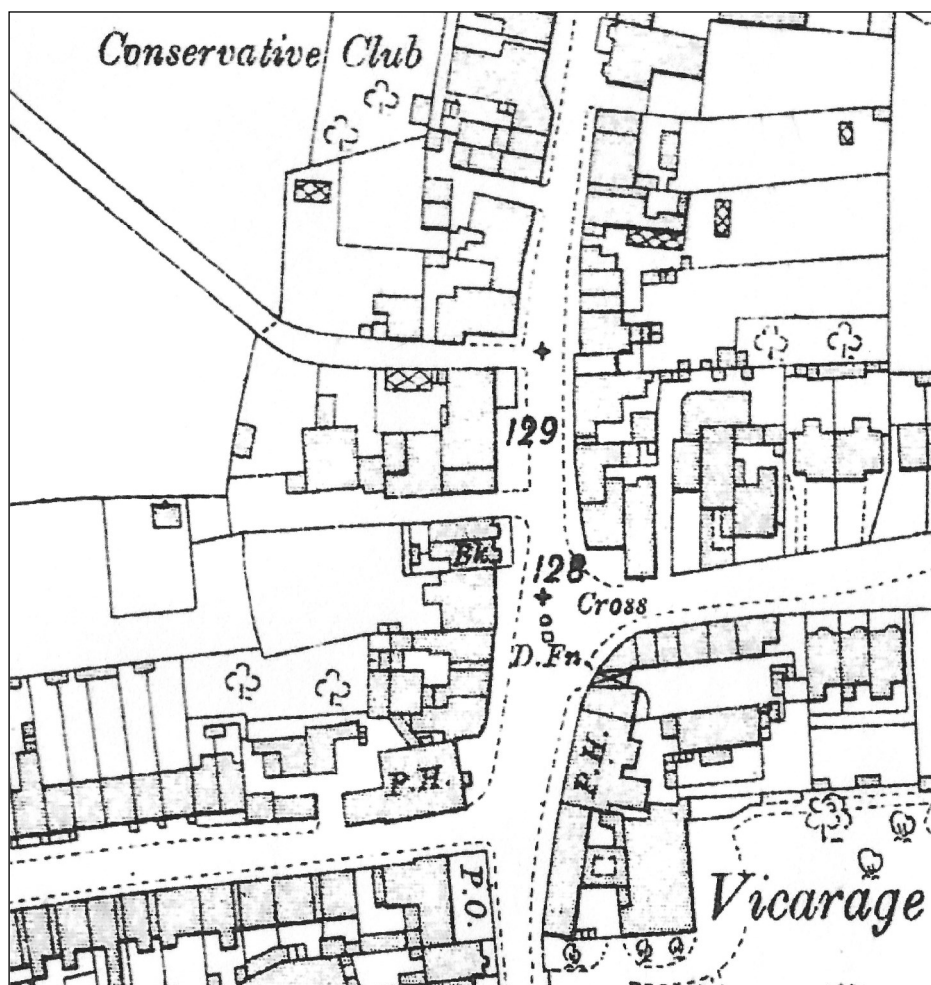 Conservative Club
129
Bk.
128
Cross
D.Fn.
P.H.
P.H.
P.O.
Vicarage